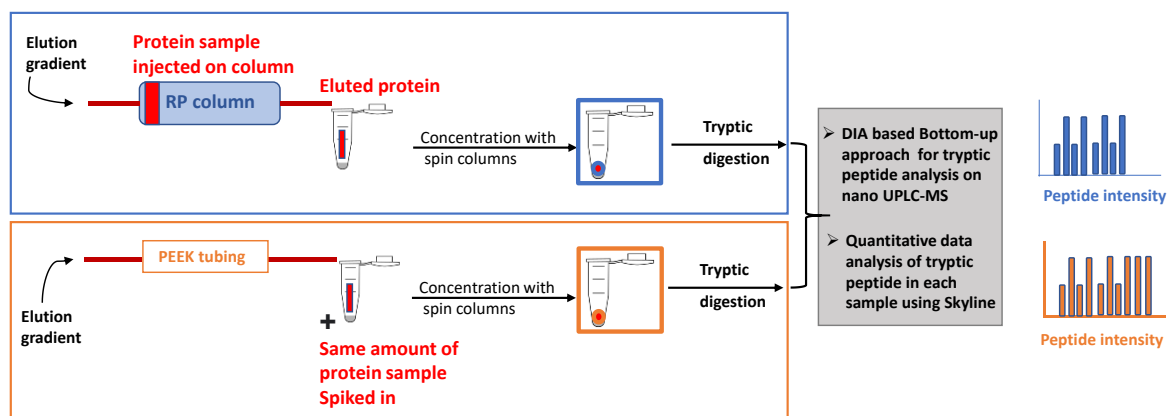 Elution
gradient
Protein sample
injected on column
RP column
Eluted protein
Concentration with
spin columns
Tryptic
digestion
Elution
gradient
PEEK tubing
+
Same amount of
protein sample
Spiked in
Concentration with
spin columns
Tryptic
digestion
➢ DIA based Bottom-up
approach for tryptic
peptide analysis on
nano UPLC-MS
➢ Quantitative data
analysis of tryptic
peptide in each
sample using Skyline
Peptide intensity
Peptide intensity